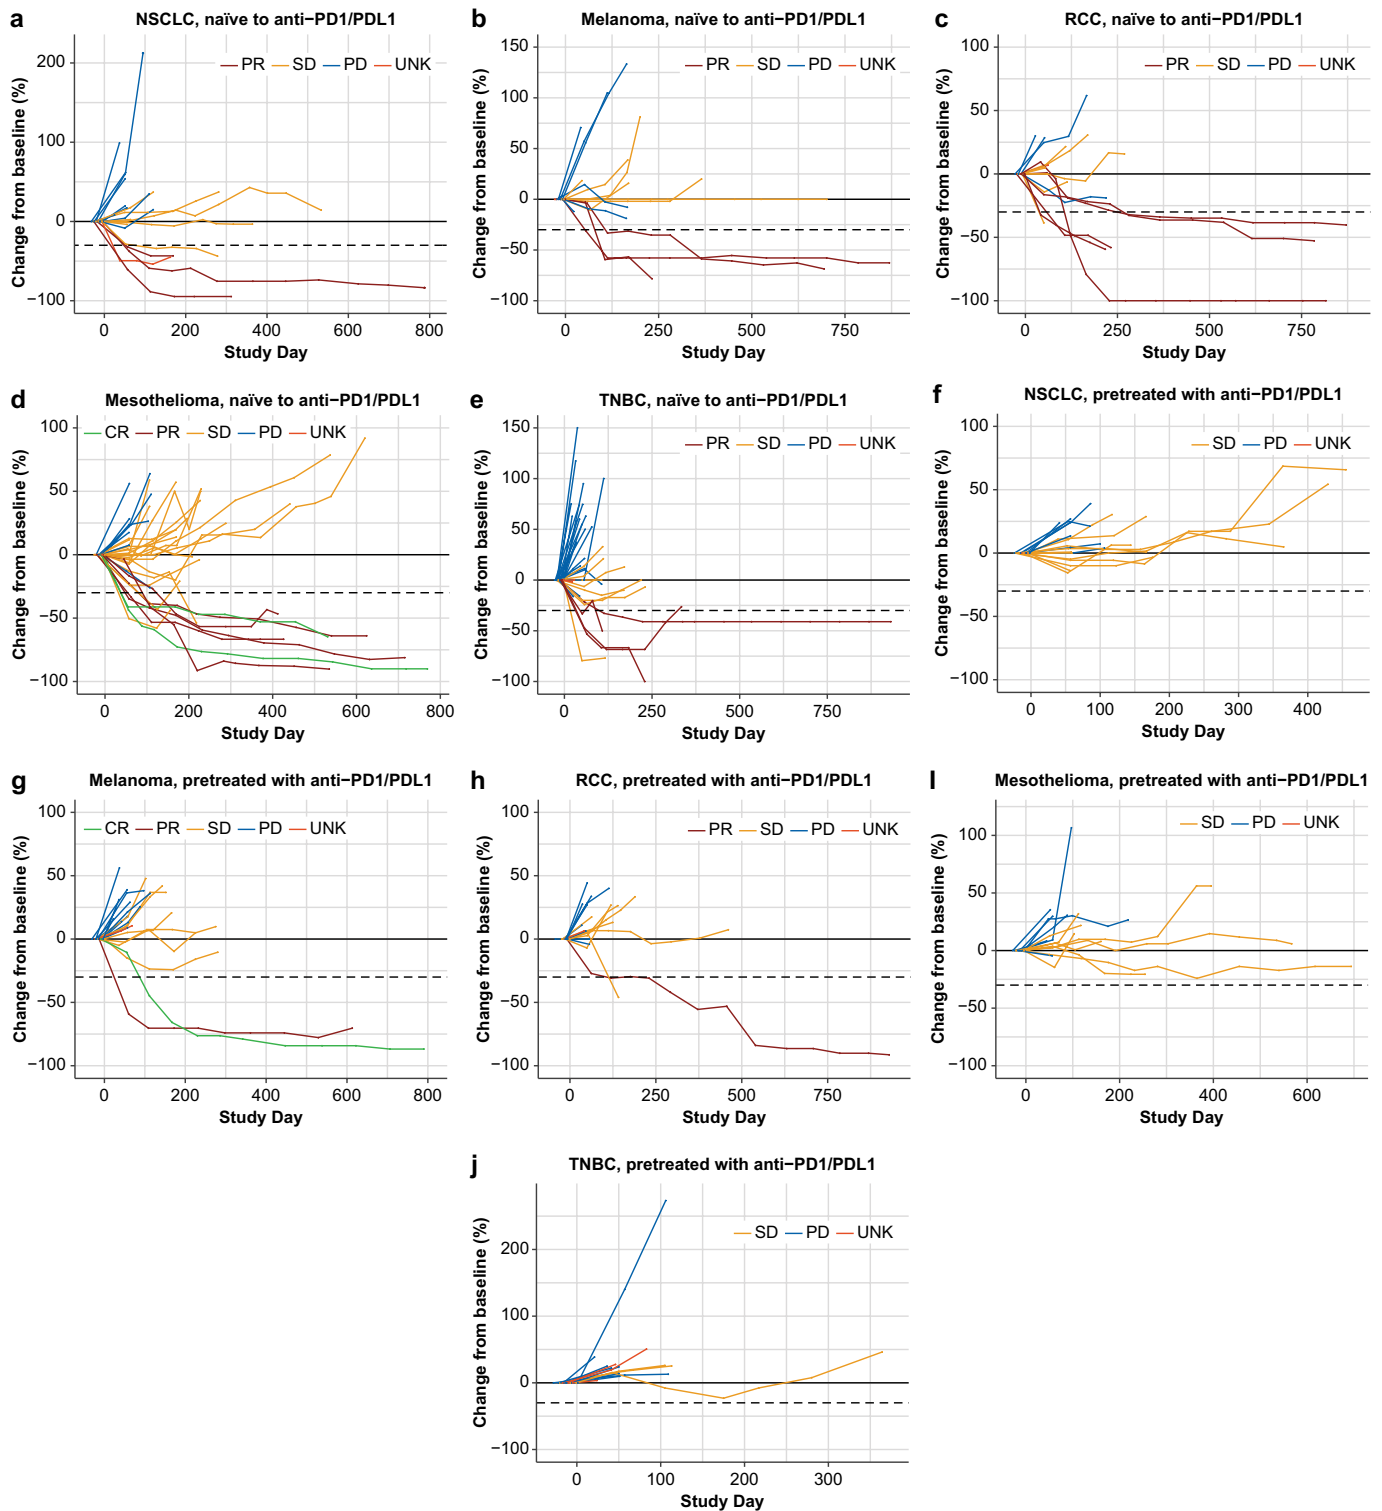 a NSCLC, naïve to anti−PD1/PDL1
PR SD PD UNK
Change from baseline (%)
200
100
0
−100
0 200 400 600 800
Study Day
b Melanoma, naïve to anti−PD1/PDL1
PR SD PD UNK
Change from baseline (%)
150
100
50
0
−50
−100
0 250 500 750
Study Day
c RCC, naïve to anti−PD1/PDL1
PR SD PD UNK
Change from baseline (%)
100
50
0
−50
−100
0 250 500 750
Study Day
d Mesothelioma, naïve to anti−PD1/PDL1
CR PR SD PD UNK
Change from baseline (%)
100
50
0
−50
−100
0 200 400 600 800
Study Day
e TNBC, naïve to anti−PD1/PDL1
PR SD PD UNK
Change from baseline (%)
150
100
50
0
−50
−100
0 250 500 750
Study Day
f NSCLC, pretreated with anti−PD1/PDL1
SD PD UNK
Change from baseline (%)
100
50
0
−50
−100
0 100 200 300 400
Study Day
g Melanoma, pretreated with anti−PD1/PDL1
CR PR SD PD UNK
Change from baseline (%)
100
50
0
−50
−100
0 200 400 600 800
Study Day
h RCC, pretreated with anti−PD1/PDL1
PR SD PD UNK
Change from baseline (%)
100
50
0
−50
−100
0 250 500 750
Study Day
I Mesothelioma, pretreated with anti−PD1/PDL1
SD PD UNK
Change from baseline (%)
100
50
0
−50
−100
0 200 400 600
Study Day
j TNBC, pretreated with anti−PD1/PDL1
SD PD UNK
Change from baseline (%)
200
100
0
−100
0 100 200 300
Study Day